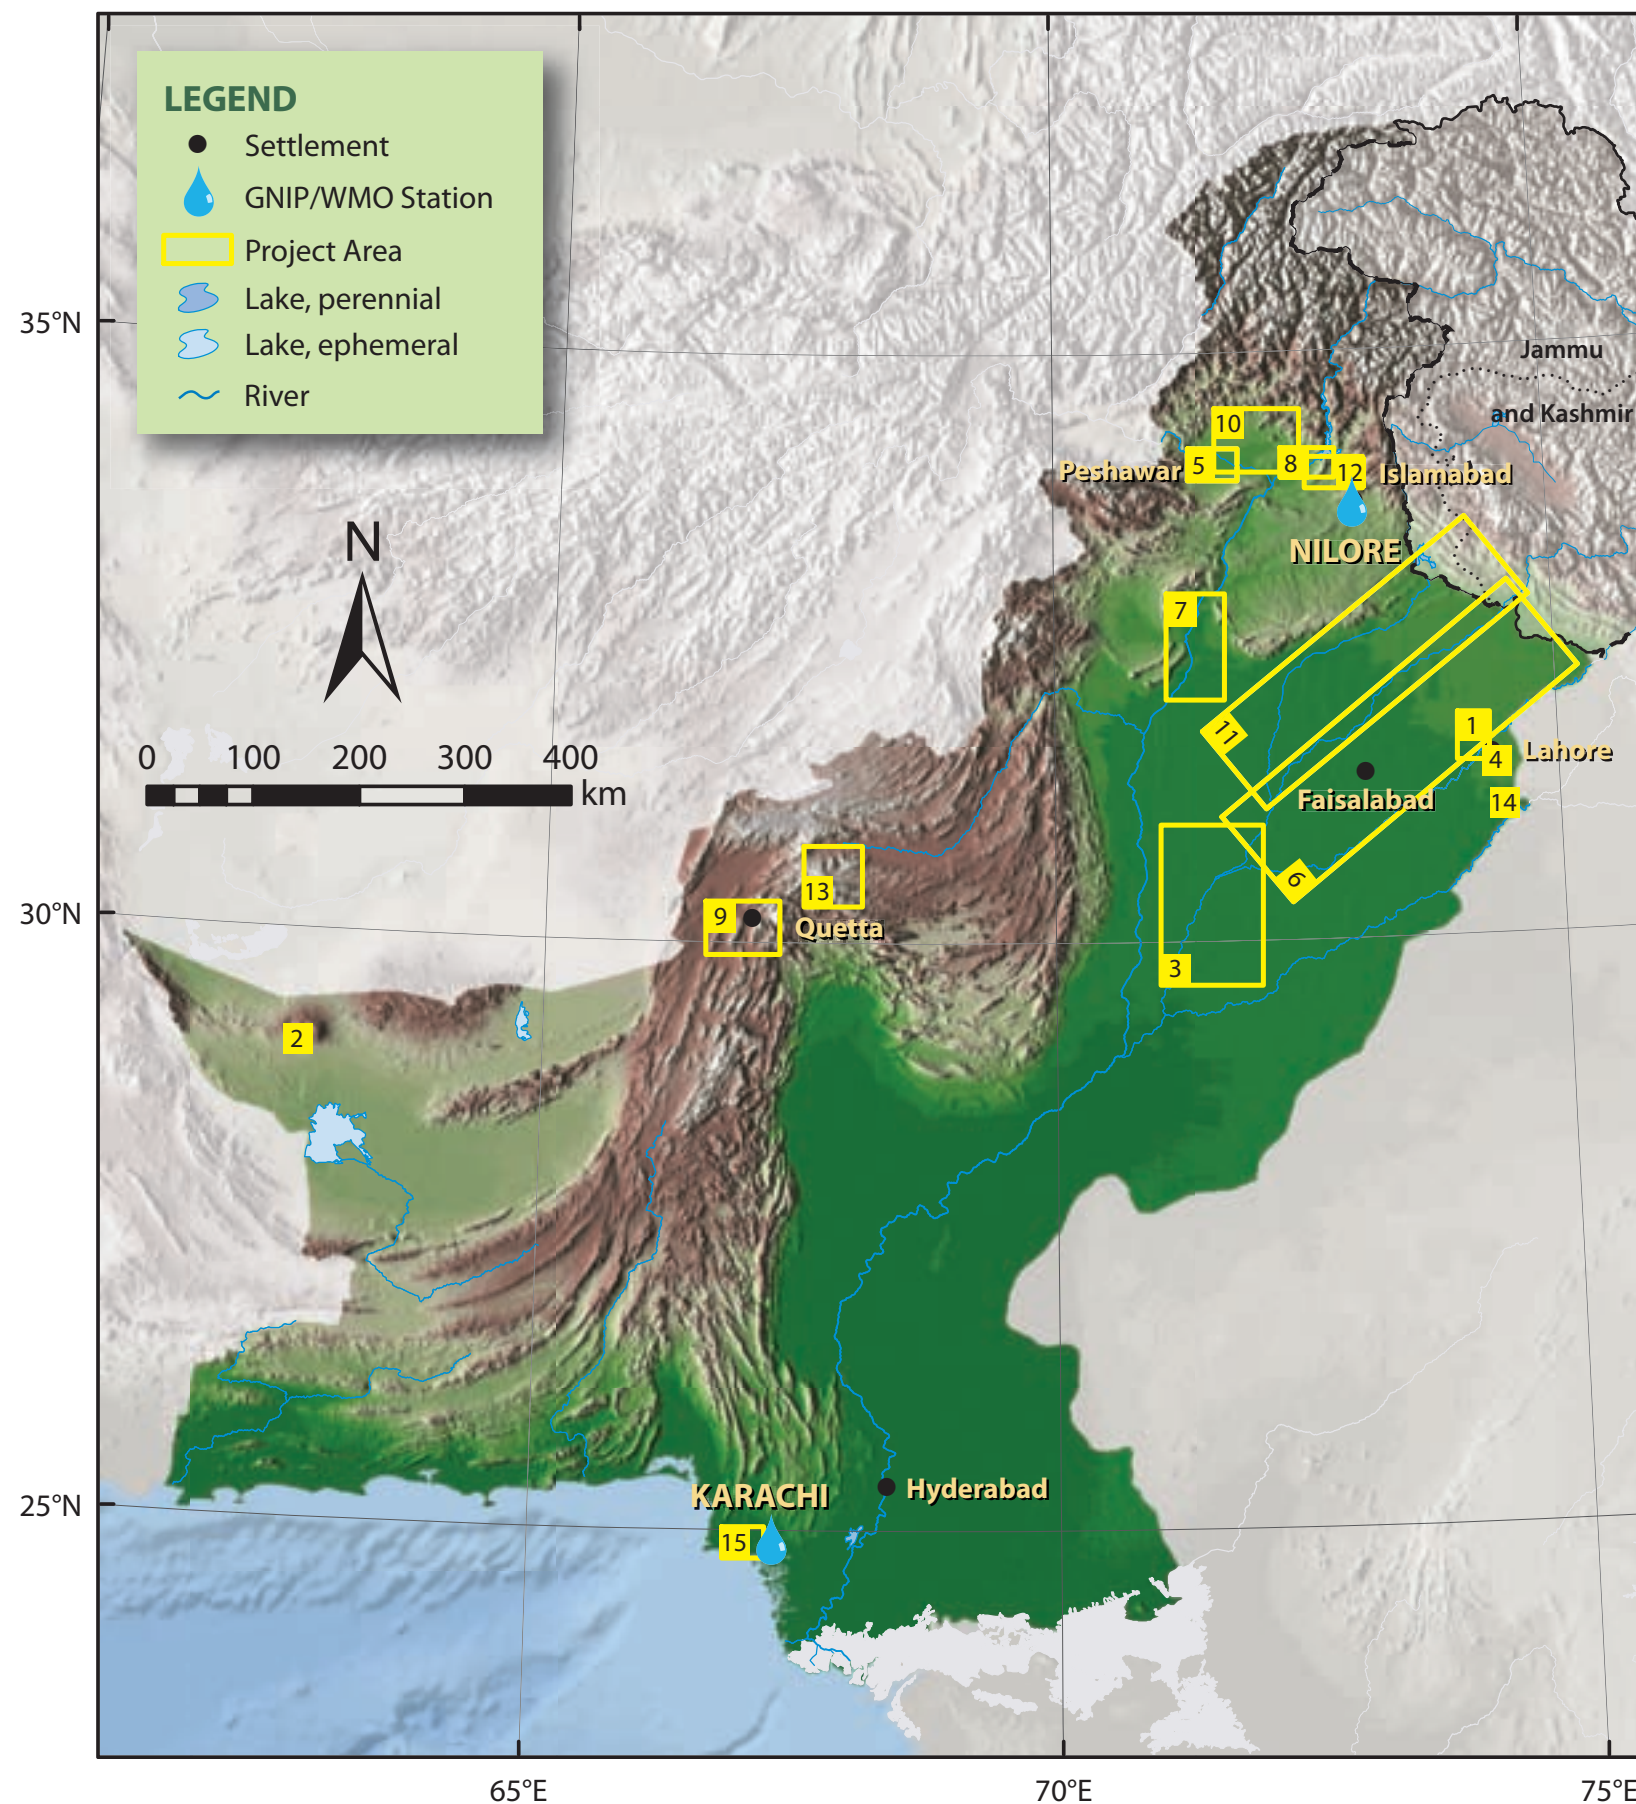 LEGEND
Settlement
GNIP/WMO Station
Project Area
Lake, perennial
Lake, ephemeral
River
35°N
Jammu
and Kashmir
10
Peshawar
5
8
12
Islamabad
N
NILORE
7
11
1
0 100 200 300 400
km
4
Lahore
Faisalabad
14
13
6
9
Quetta
30°N
3
2
KARACHI
Hyderabad
25°N
15
65°E
70°E
75°E